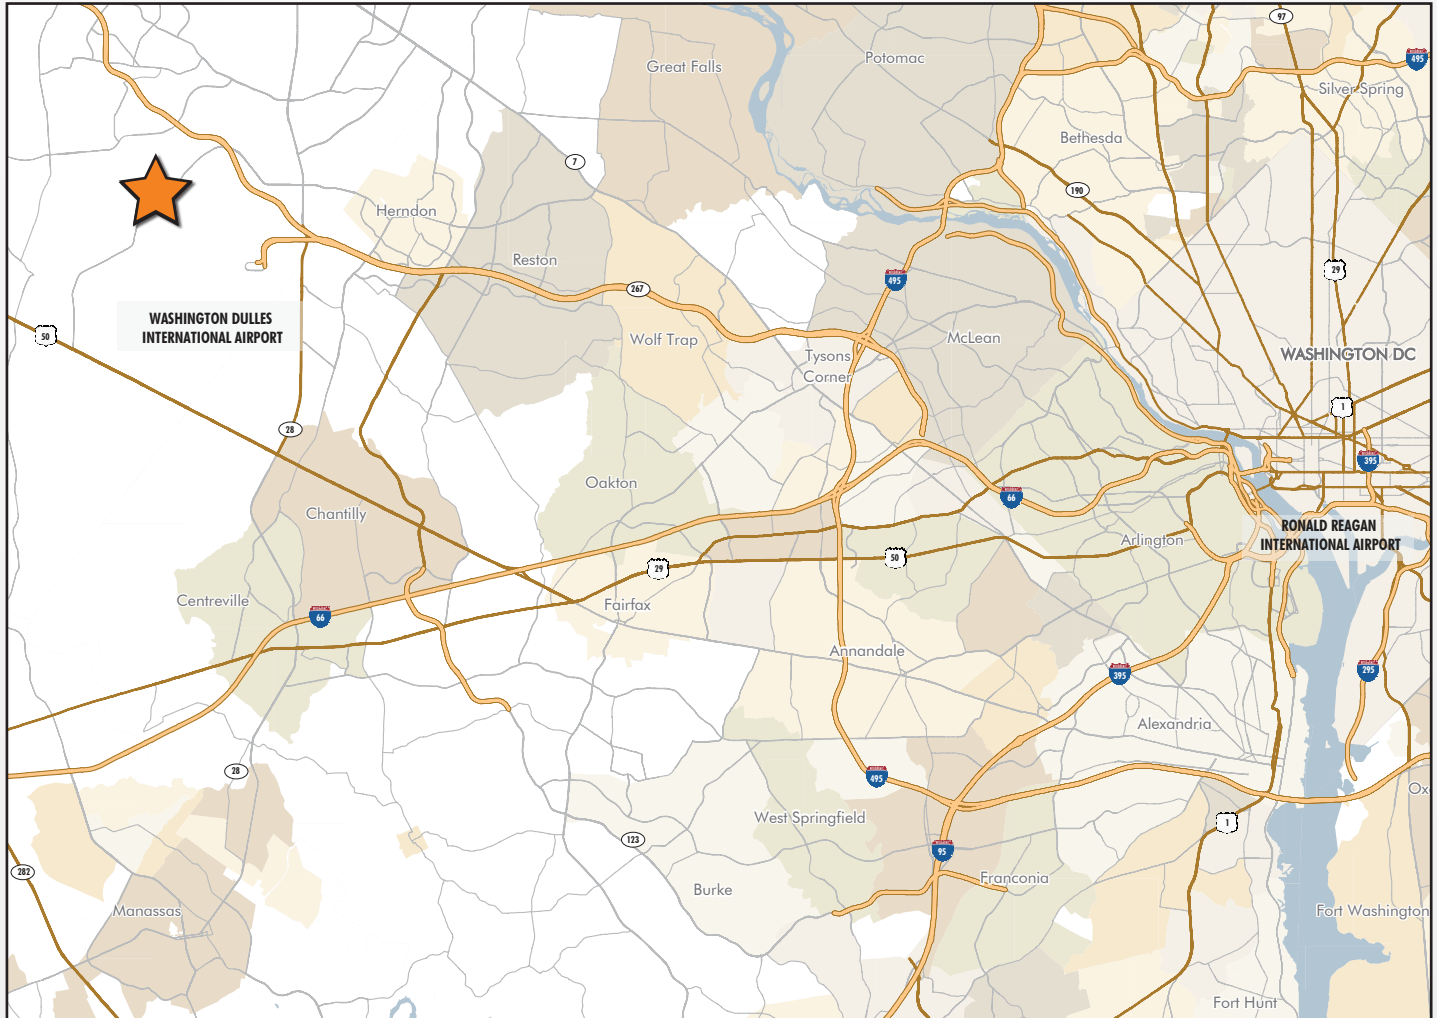 97
495
Potomac
Great Falls
Silver Spring
Bethesda
7
190
Herndon
Reston
29
495
267
50
WASHINGTON DULLES
INTERNATIONAL AIRPORT
Wolf Trap
McLean
Tysons
Corner
WASHINGTON DC
1
28
395
Oakton
66
Chantilly
RONALD REAGAN
INTERNATIONAL AIRPORT
Arlington
50
29
Centreville
Fairfax
66
Annandale
395
295
Alexandria
28
495
Ox
West Springfield
1
123
95
282
Franconia
Burke
Manassas
Fort Washington
Fort Hunt